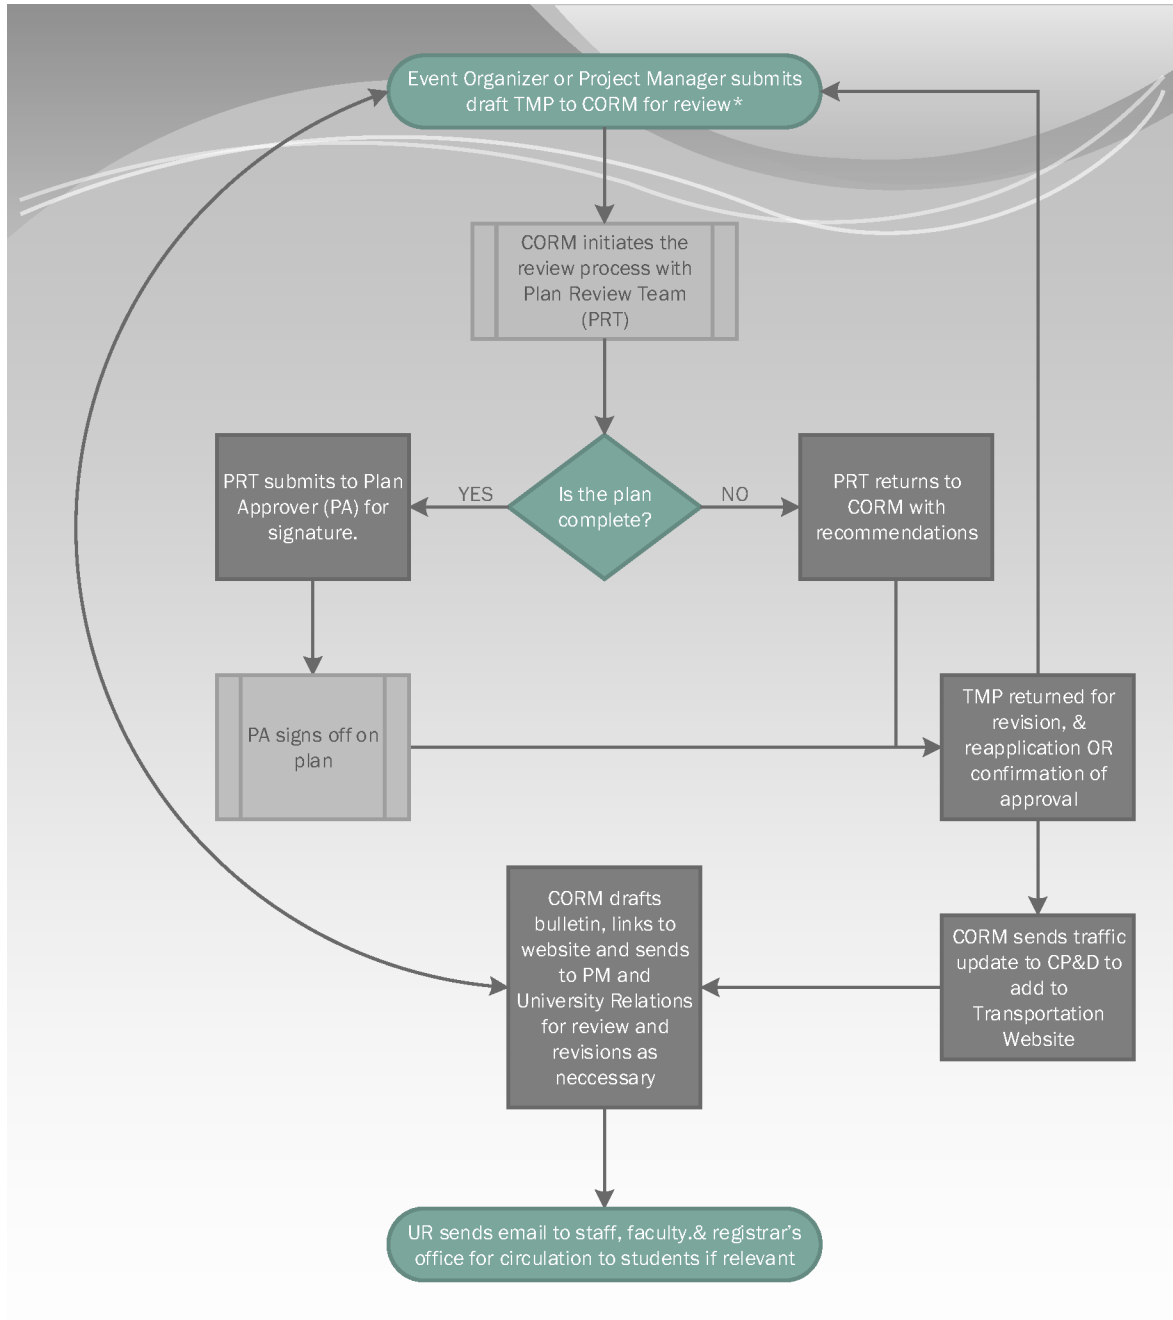 Event Organizer or Project Manager submits
draft TMP to CORM for review*
CORM initiates the
review process with
Plan Review Team
(PRT)
PRT submits to Plan
Approver (PA) for
signature.
YES
Is the plan
complete?
NO
PRT returns to
CORM with
recommendations
PA signs off on
plan
TMP returned for
revision, &
reapplication OR
confirmation of
approval
CORM drafts
bulletin, links to
website and sends
to PM and
University Relations
for review and
revisions as
neccessary
CORM sends traffic
update to CP&D to
add to
Transportation
Website
UR sends email to staff, faculty.& registrar’s
office for circulation to students if relevant